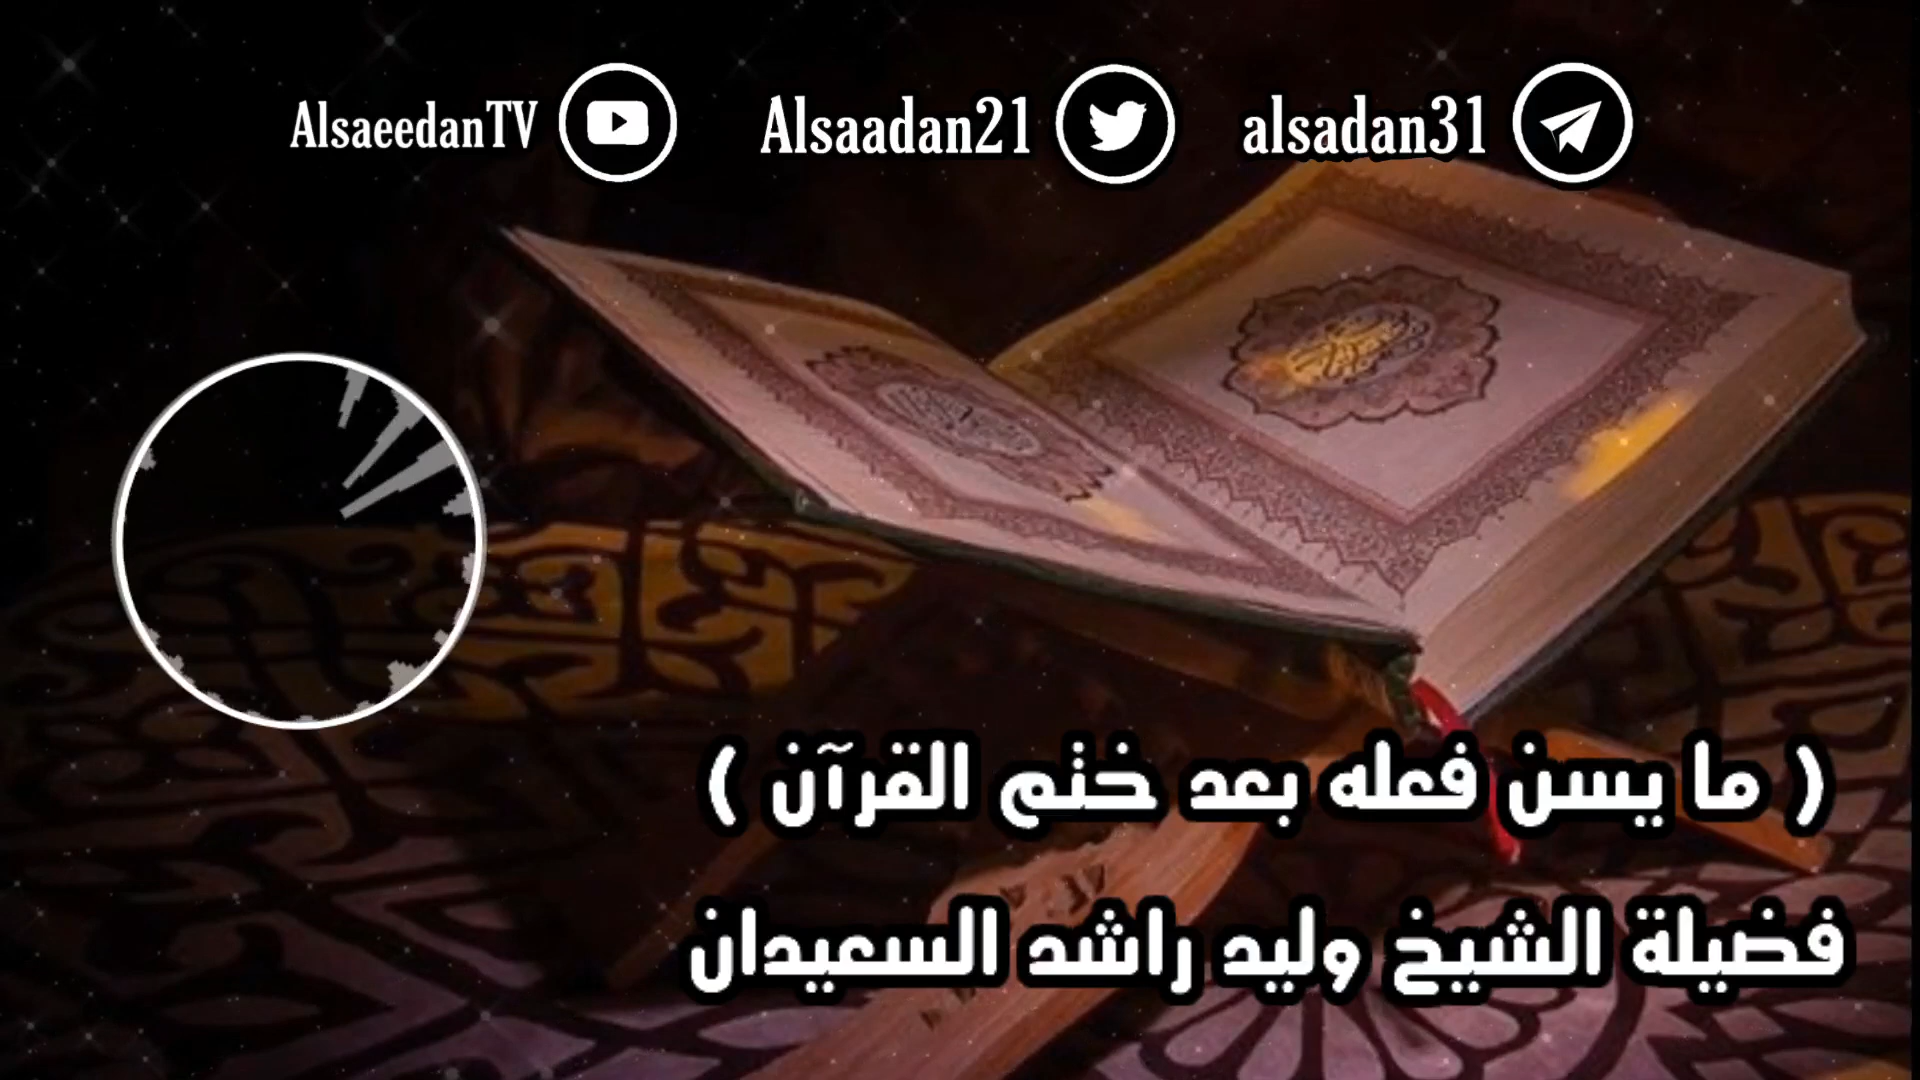 AlsaeedanTV Alsaadan21 alsadan31
( ما يسن فعله بعد ختم القرآن )
فضيلة الشيخ وليد راشد السعيدان